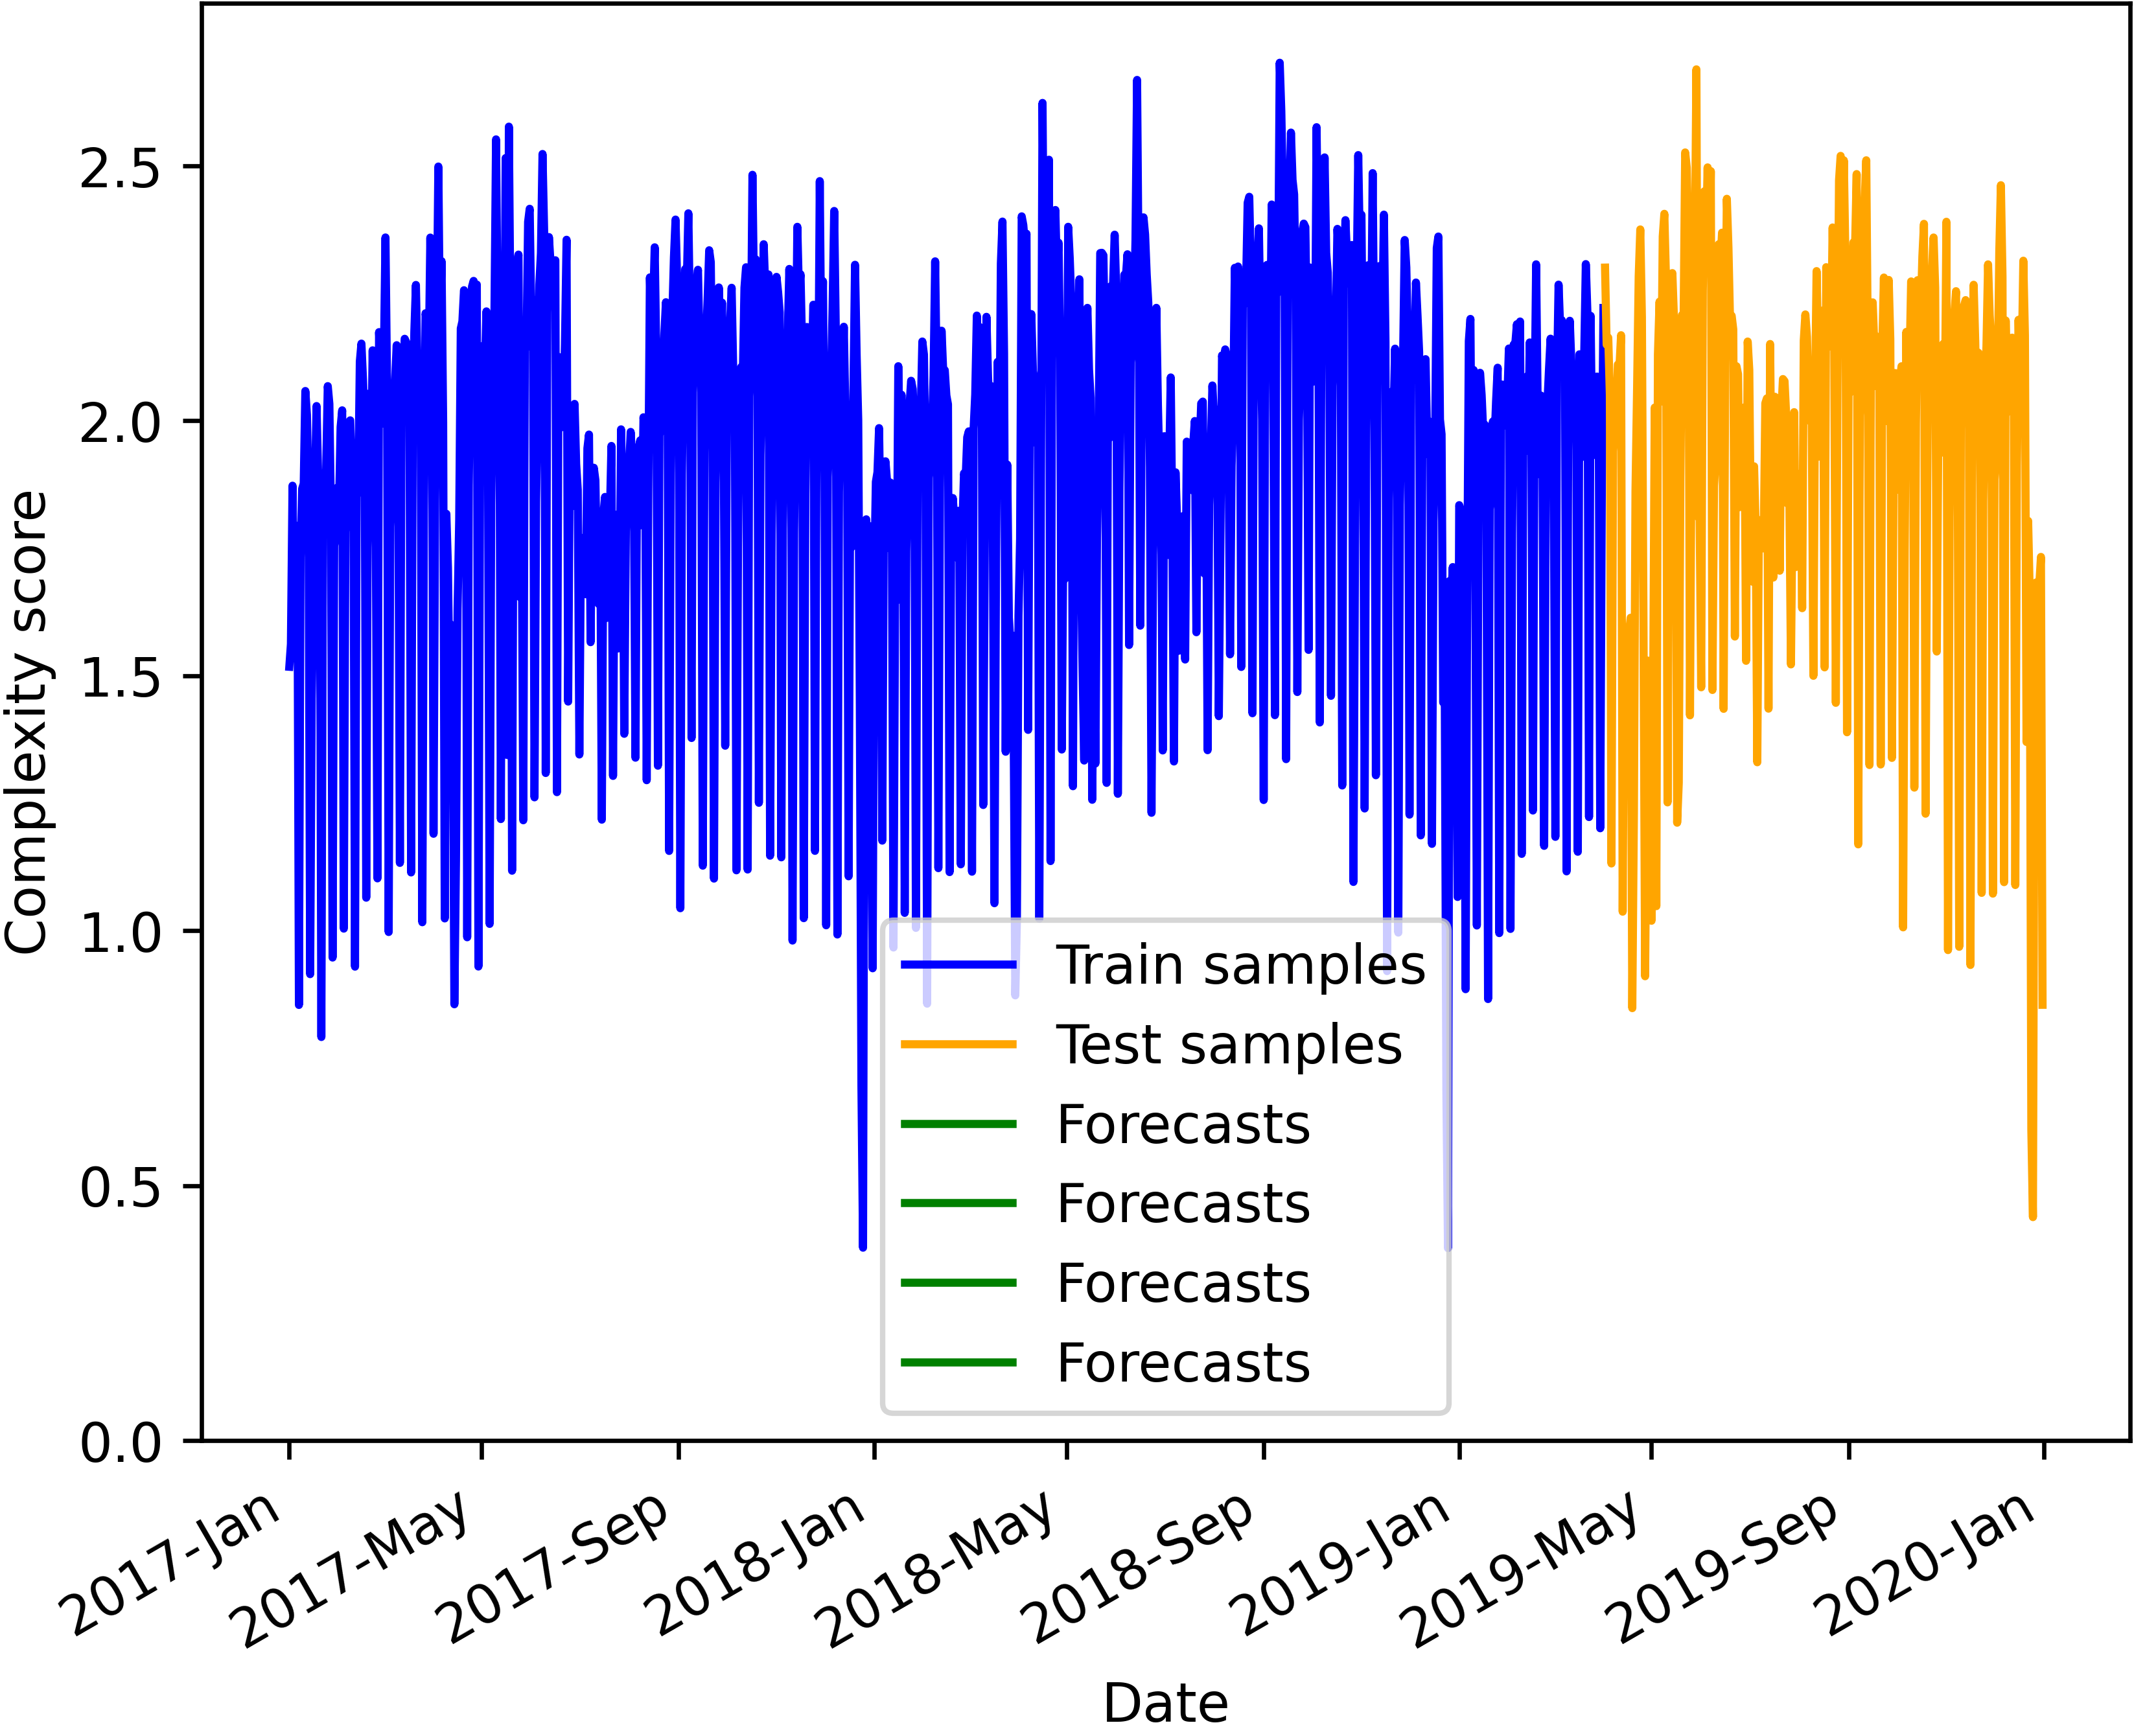 Complexity score
2.5
2.0
1.5
1.0
0.5
0.0
Train samples
Test samples
Forecasts
Forecasts
Forecasts
Forecasts
2017-Jan
2017-May
2017-Sep
2018-Jan
2018-May
2018-Sep
2019-Jan
2019-May
2019-Sep
2020-Jan
Date